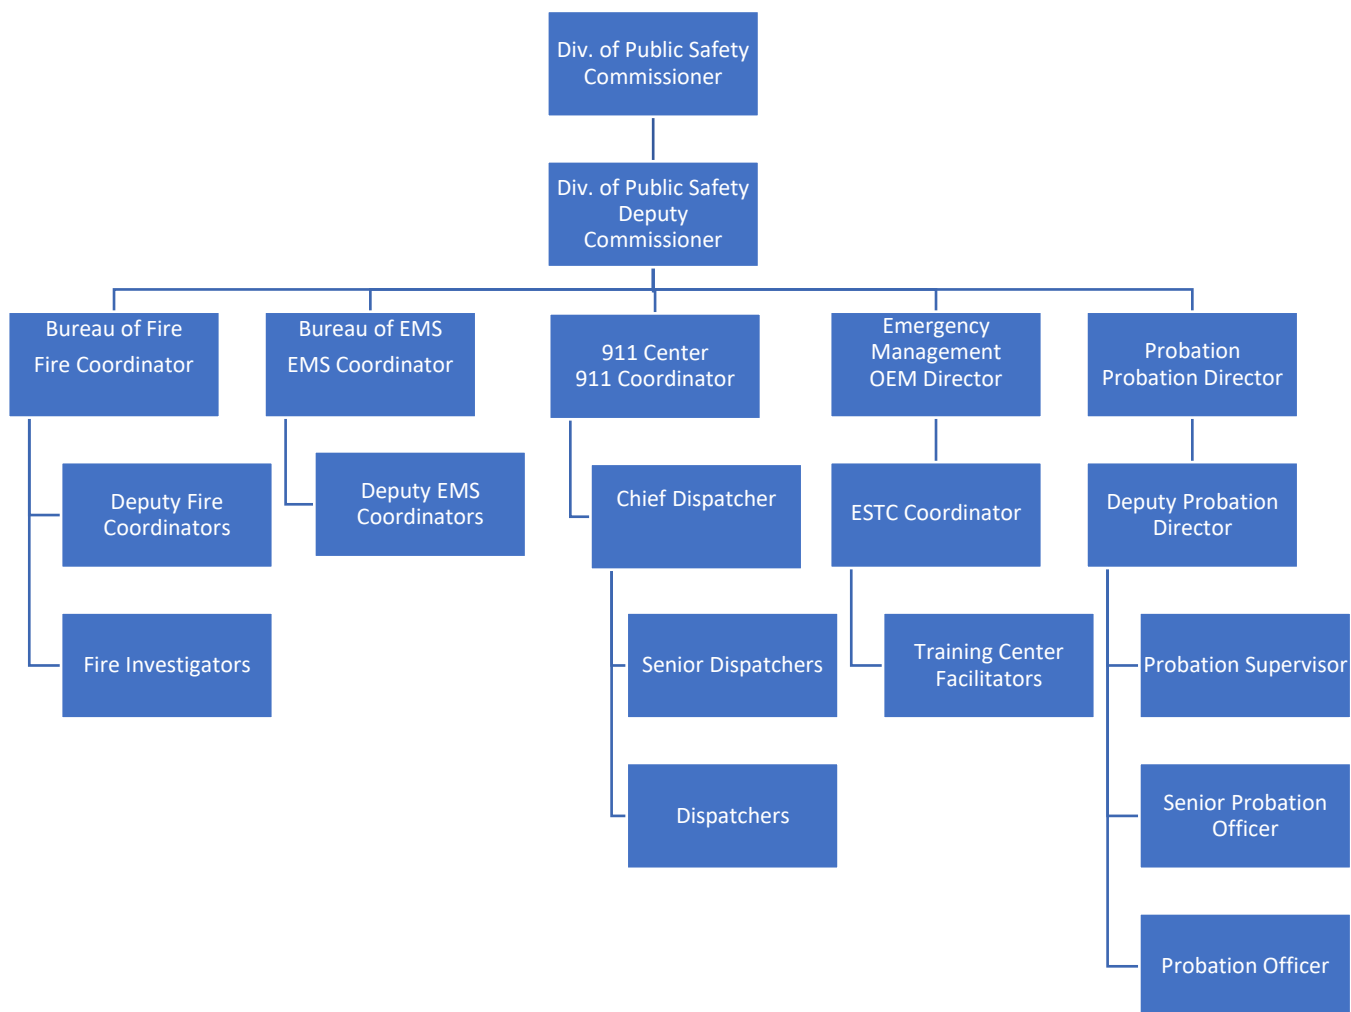 Div. of Public Safety
Commissioner
Div. of Public Safety
Deputy
Commissioner
Bureau of Fire
Fire Coordinator
Bureau of EMS
EMS Coordinator
911 Center
911 Coordinator
Emergency
Management
OEM Director
Probation
Probation Director
Deputy Fire
Coordinators
Deputy EMS
Coordinators
Chief Dispatcher
ESTC Coordinator
Deputy Probation
Director
Fire Investigators
Senior Dispatchers
Training Center
Facilitators
Probation Supervisor
Dispatchers
Senior Probation
Officer
Probation Officer